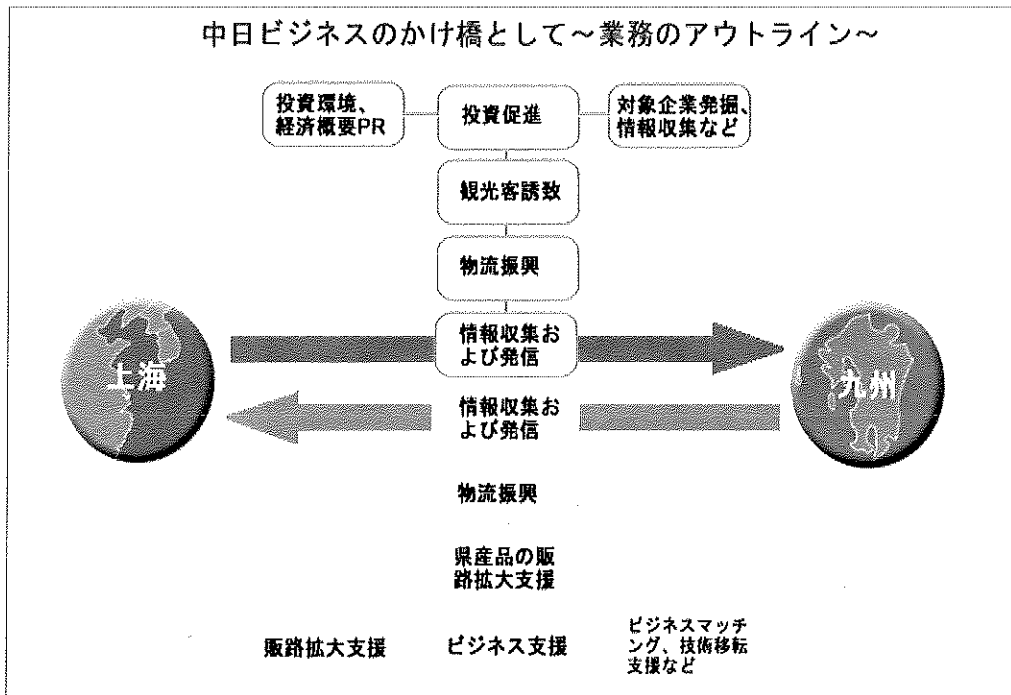 中日ビジネスのかけ橋として～業務のアウトライン～
投資環境、
経済概要PR
投資促進
対象企業発掘、
情報収集など
観光客誘致
物流振興
情報収集お
よび発信
上海
九州
情報収集お
よび発信
物流振興
県産品の販
路拡大支援
販路拡大支援
ビジネス支援
ビジネスマッチ
ング、技術移転
支援など